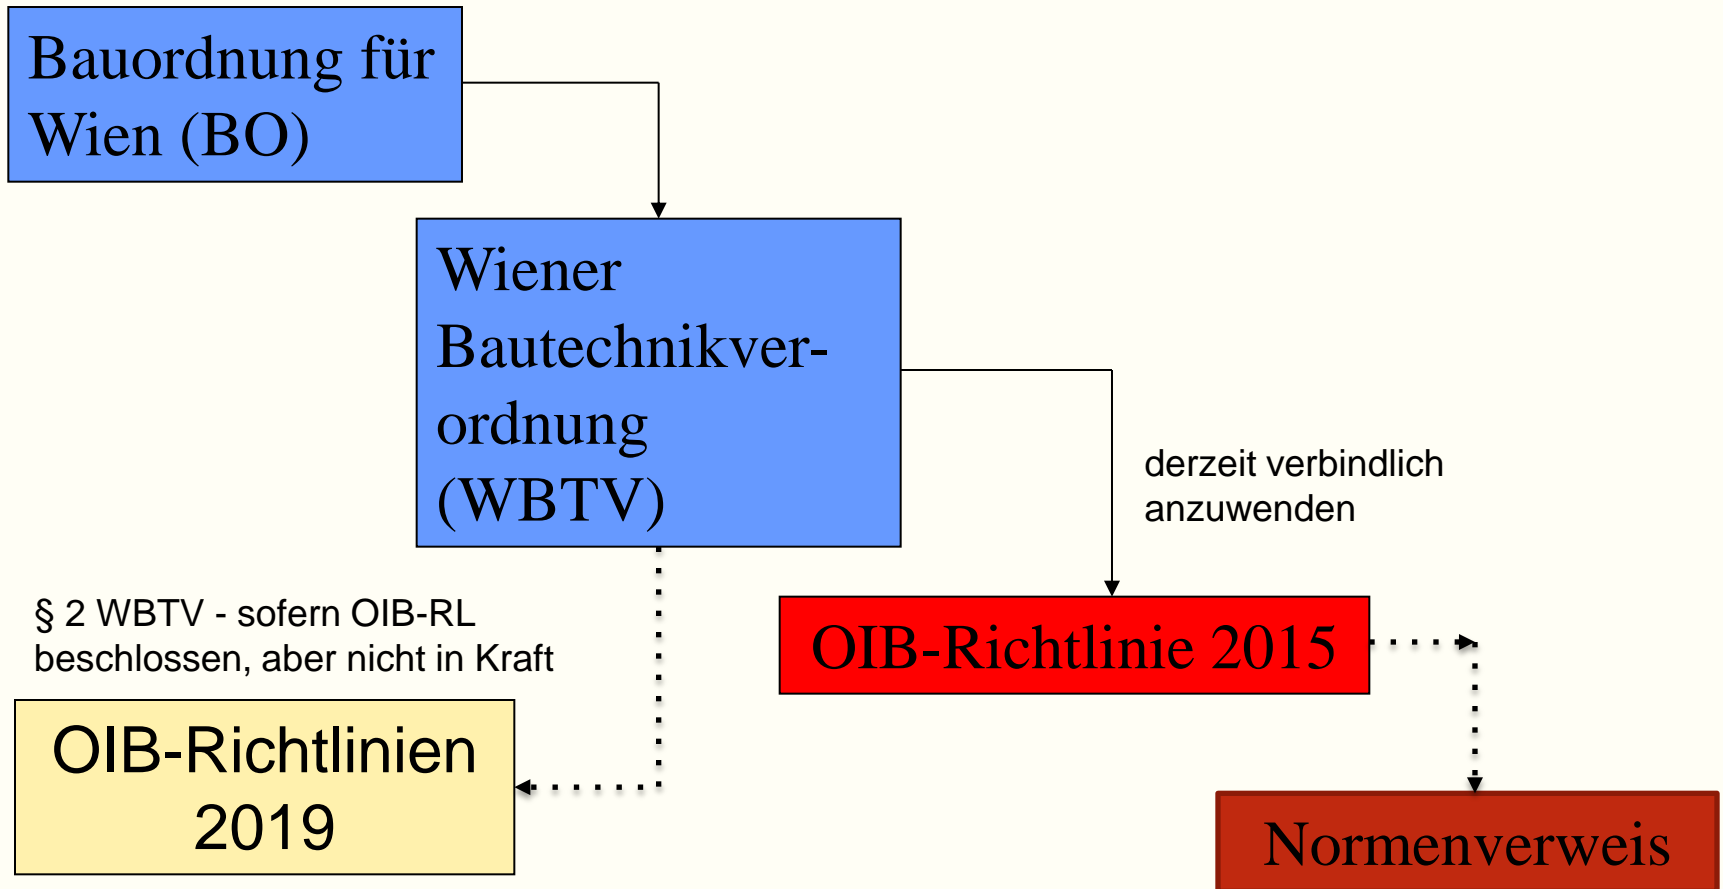 Bauordnung für
Wien (BO)
Wiener
Bautechnikver-
ordnung
(WBTV)
derzeit verbindlich
anzuwenden
§ 2 WBTV - sofern OIB-RL
beschlossen, aber nicht in Kraft
OIB-Richtlinie 2015
OIB-Richtlinien
2019
Normenverweis